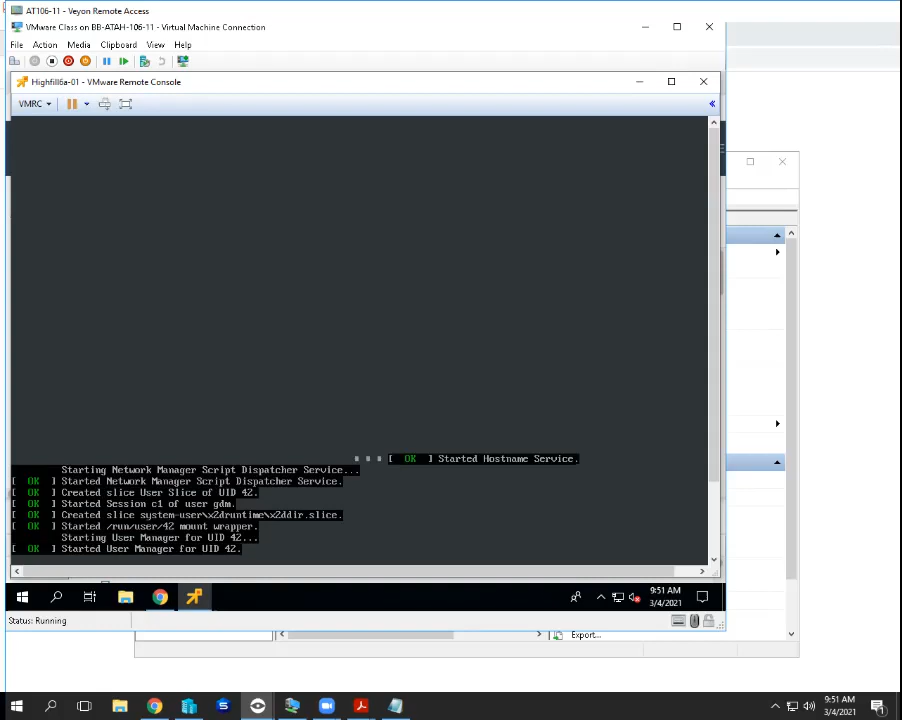 AT106-11 - Veyon Remote Access
VMware Class on BB-ATAH-106-11 - Virtual Machine Connection
File Action Media Clipboard View Help
Highfill6a-01 - VMware Remote Console
VMRC
[ OK ] Started Hostname Service.
Starting Network Manager Script Dispatcher Service...
[ OK ] Started Network Manager Script Dispatcher Service.
[ OK ] Created slice User Slice of UID 42.
[ OK ] Started Session c1 of user gdm.
[ OK ] Created slice system-user\x2druntime\x2ddir.slice.
[ OK ] Started /run/user/42 mount wrapper.
Starting User Manager for UID 42...
[ OK ] Started User Manager for UID 42.
9:51 AM
3/4/2021
Status: Running
Export...
9:51 AM
3/4/2021
1